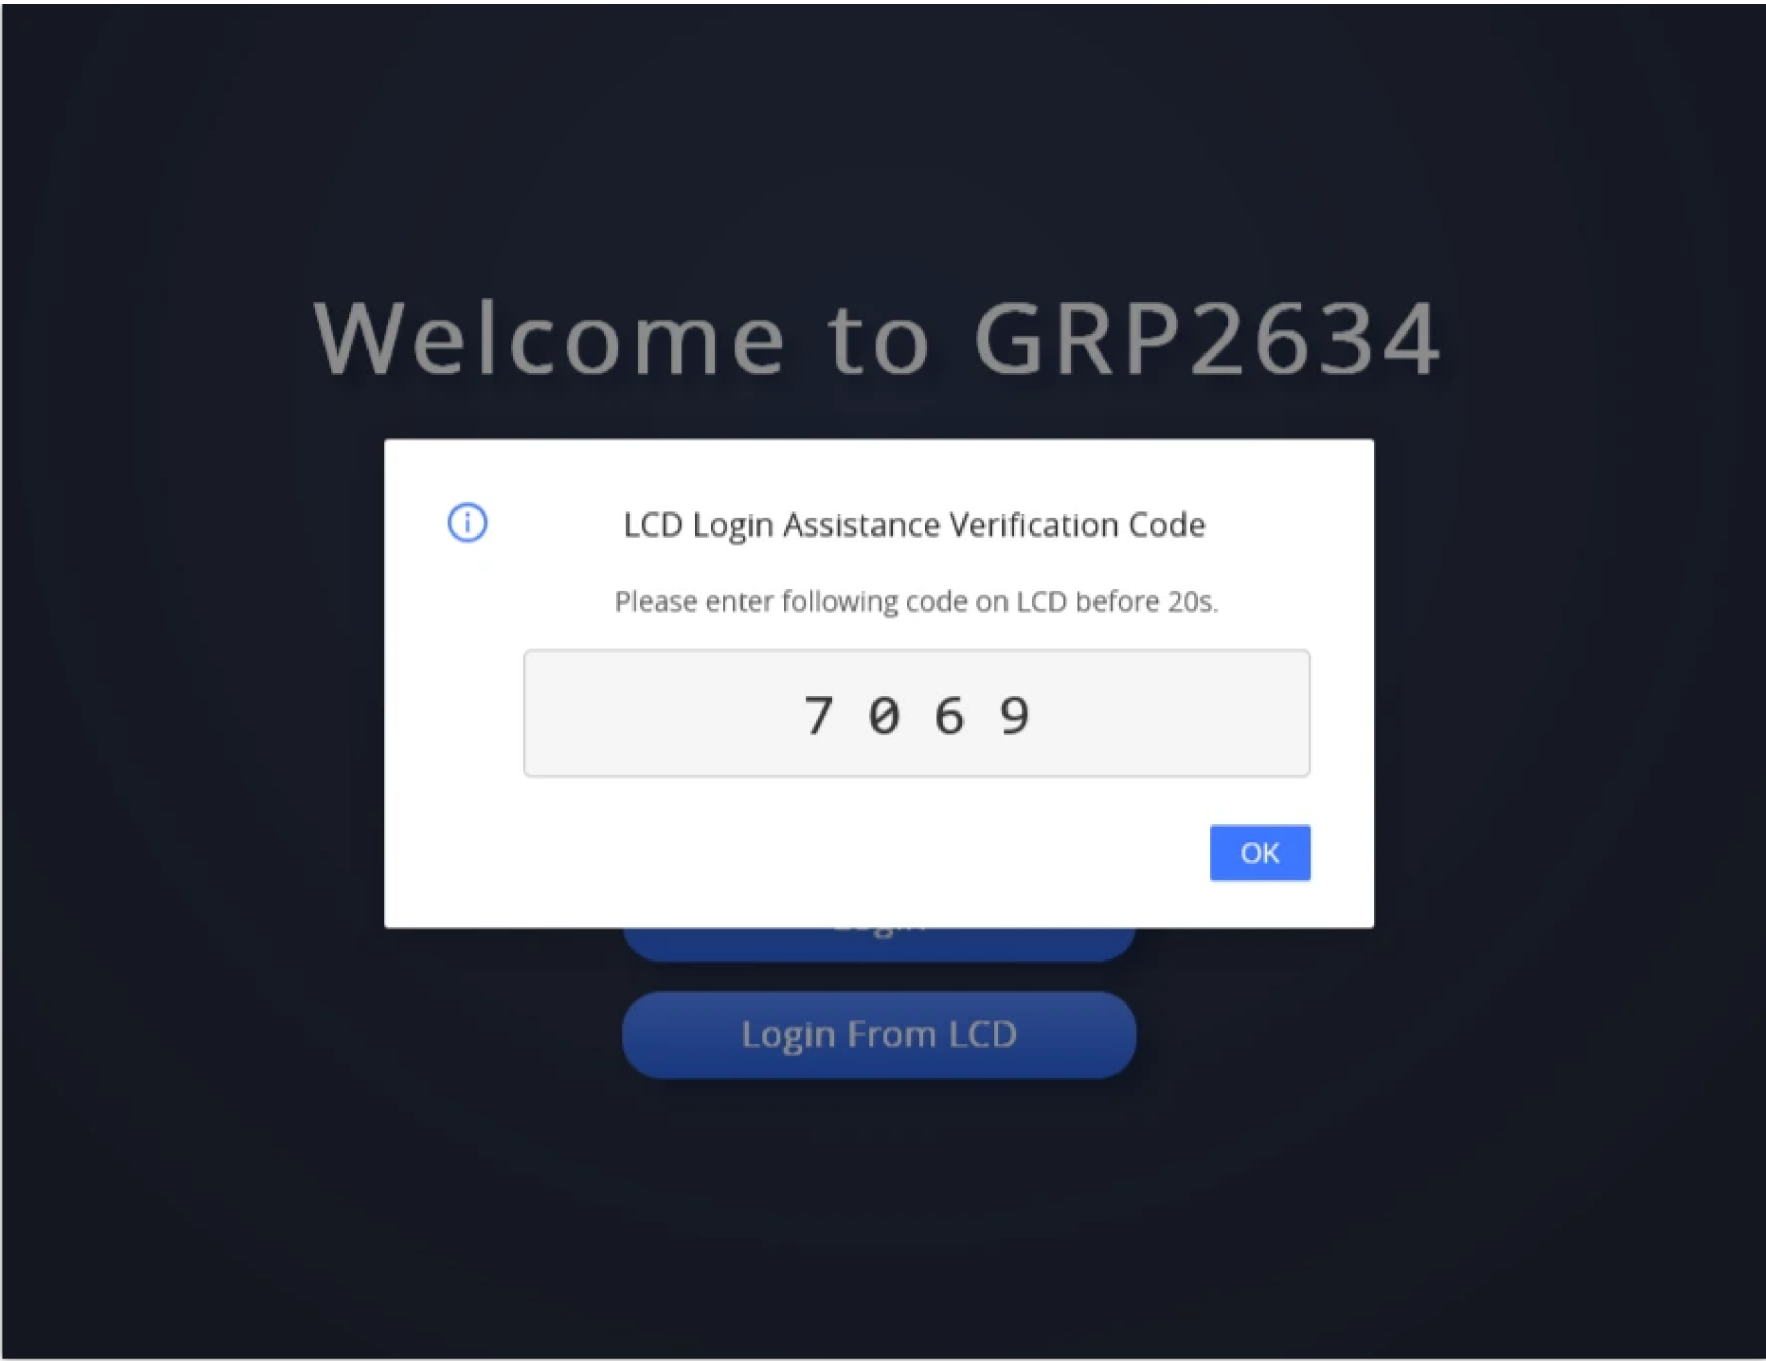 Welcome to GRP2634
LCD Login Assistance Verification Code
Please enter following code on LCD before 20s.
7 0 6 9
OK
Login
Login From LCD